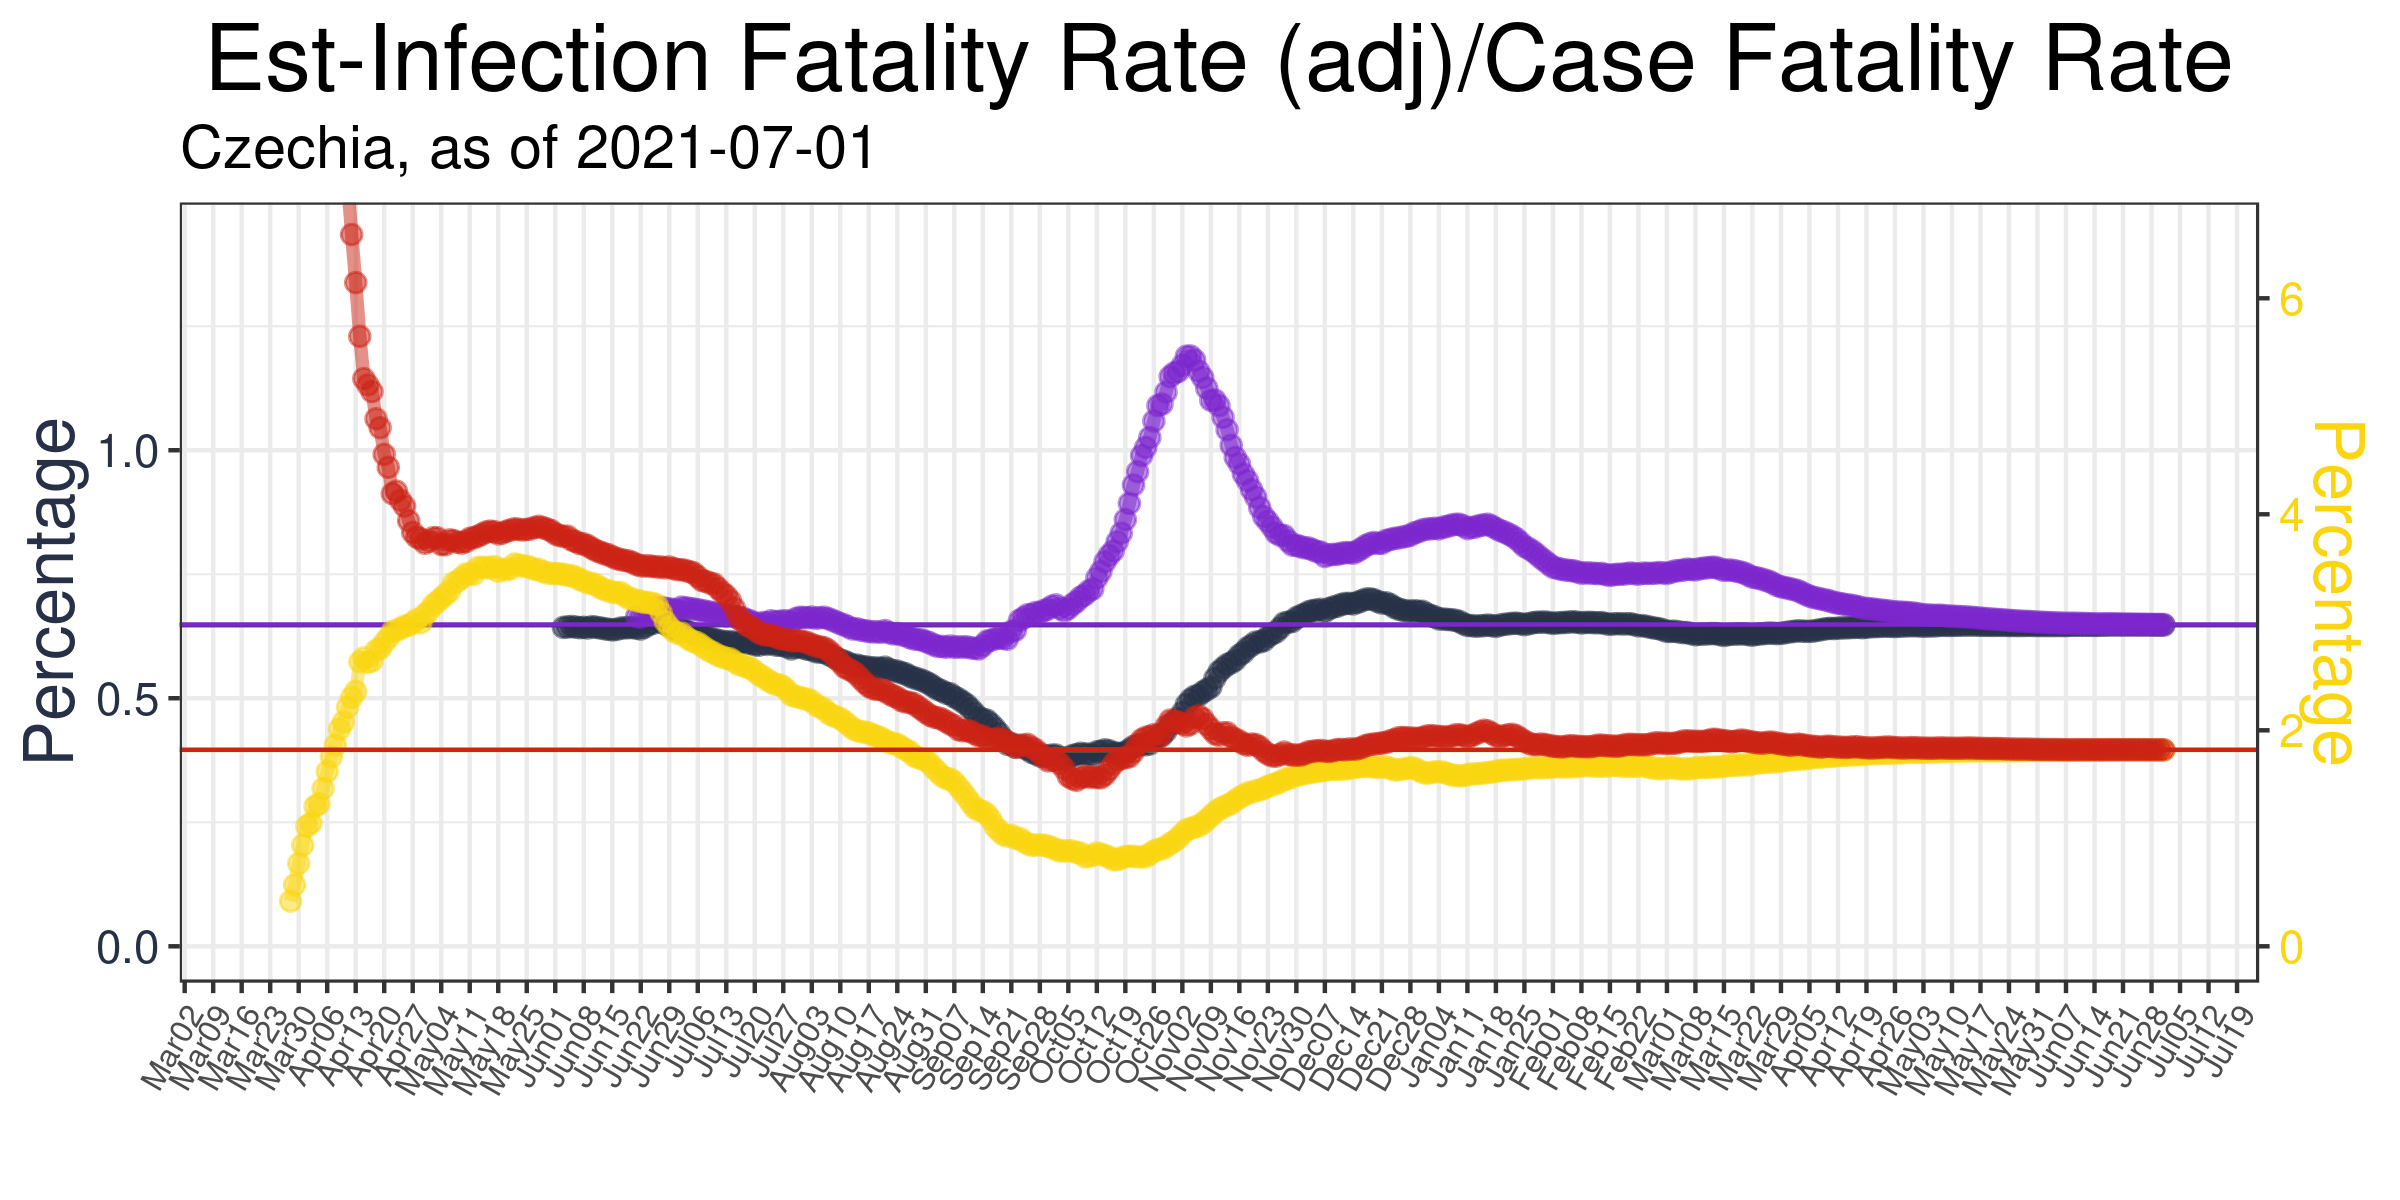 Est-Infection Fatality Rate (adj)/Case Fatality Rate
Czechia, as of 2021-07-01
Percentage
1.0
0.5
0.0
6
4
2
0
Percentage
Mar02
Mar09
Mar16
Mar23
Mar30
Apr06
Apr13
Apr20
Apr27
May04
May11
May18
May25
Jun01
Jun08
Jun15
Jun22
Jun29
Jul06
Jul13
Jul20
Jul27
Aug03
Aug10
Aug17
Aug24
Aug31
Sep07
Sep14
Sep21
Sep28
Oct05
Oct12
Oct19
Oct26
Nov02
Nov09
Nov16
Nov23
Nov30
Dec07
Dec14
Dec21
Dec28
Jan04
Jan11
Jan18
Jan25
Feb01
Feb08
Feb15
Feb22
Mar01
Mar08
Mar15
Mar22
Mar29
Apr05
Apr12
Apr19
Apr26
May03
May10
May17
May24
May31
Jun07
Jun14
Jun21
Jun28
Jul05
Jul12
Jul19